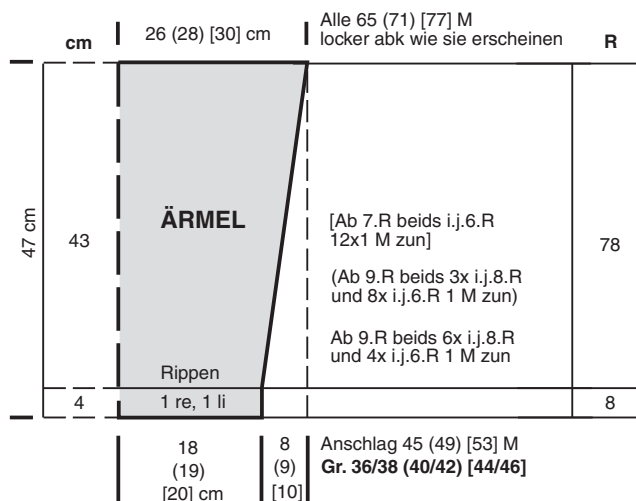 cm
26 (28) [30] cm
Alle 65 (71) [77] M
locker abk wie sie erscheinen
R
47 cm
43
ÄRMEL
[Ab 7.R beids i.j.6.R
12x1 M zun]
(Ab 9.R beids 3x i.j.8.R
und 8x i.j.6.R 1 M zun)
Ab 9.R beids 6x i.j.8.R
und 4x i.j.6.R 1 M zun
78
Rippen
4
1 re, 1 li
8
18
(19)
[20] cm
8
(9)
[10]
Anschlag 45 (49) [53] M
Gr. 36/38 (40/42) [44/46]